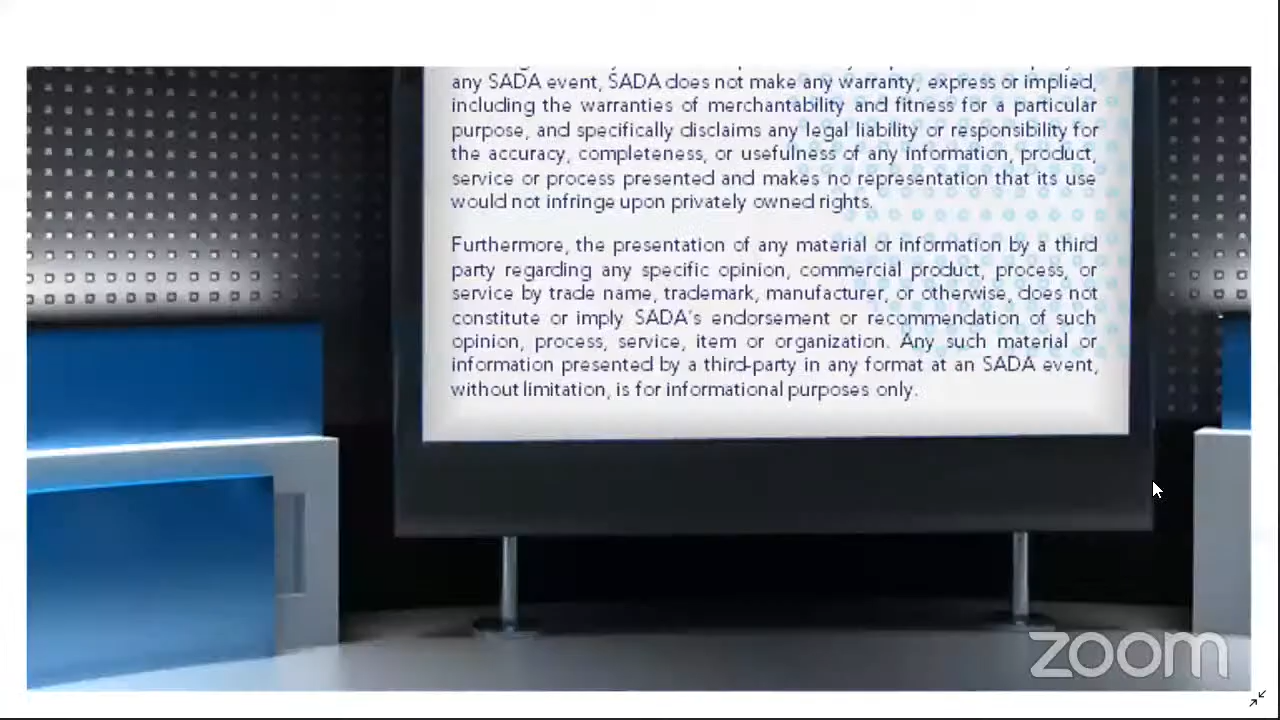 any SADA event, SADA does not make any warranty, express or implied,
including the warranties of merchantability and fitness for a particular
purpose, and specifically disclaims any legal liability or responsibility for
the accuracy, completeness, or usefulness of any information, product,
service or process presented and makes no representation that its use
would not infringe upon privately owned rights.
Furthermore, the presentation of any material or information by a third
party regarding any specific opinion, commercial product, process, or
service by trade name, trademark, manufacturer, or otherwise, does not
constitute or imply SADA's endorsement or recommendation of such
opinion, process, service, item or organization. Any such material or
information presented by a third-party in any format at an SADA event,
without limitation, is for informational purposes only.
zoom